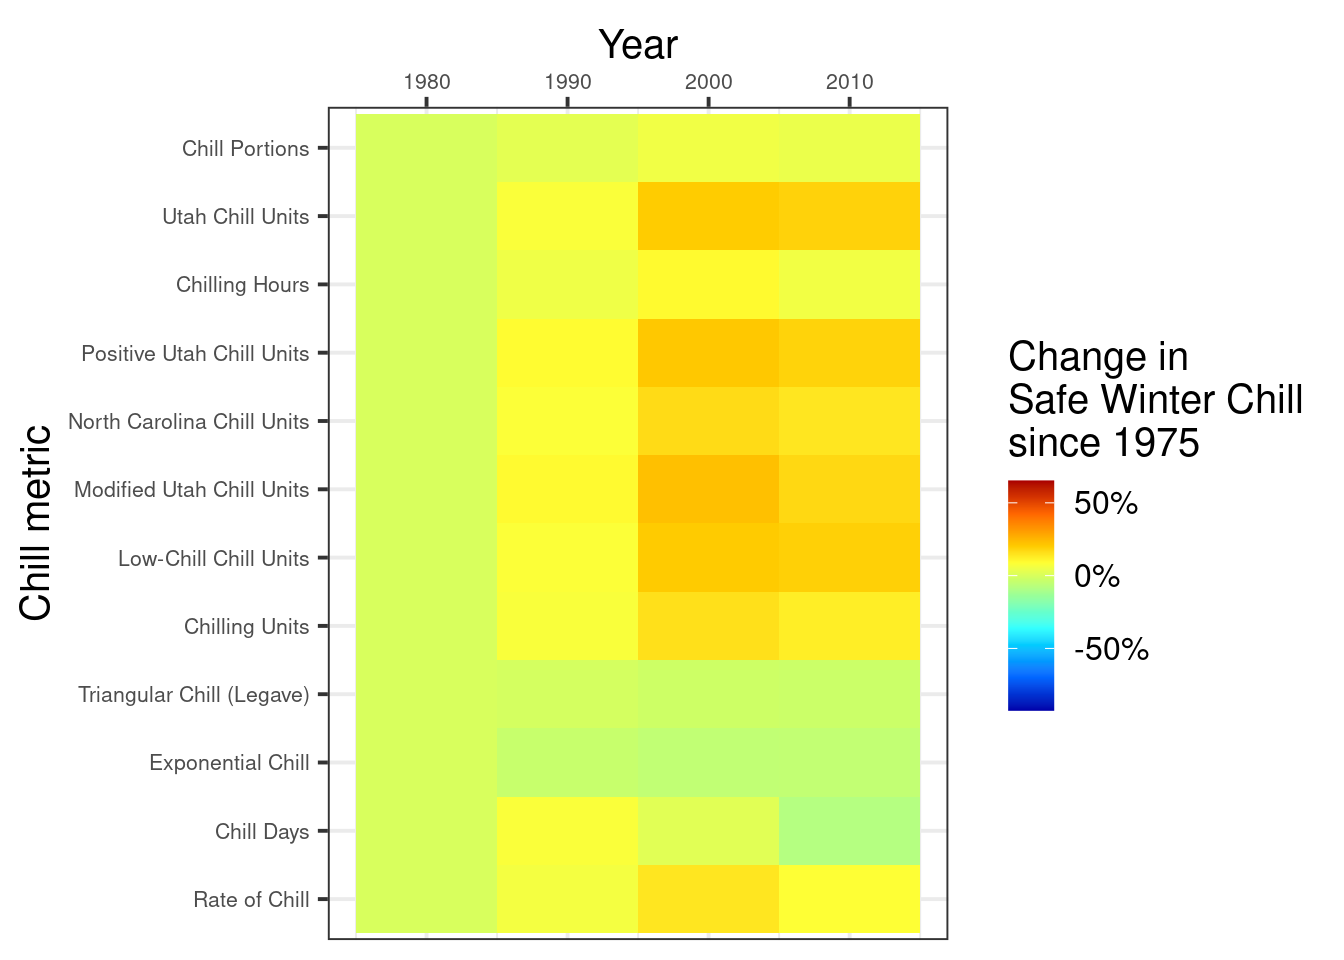 Year
1980 1990 2000 2010
Chill metric
Chill Portions
Utah Chill Units
Chilling Hours
Positive Utah Chill Units
North Carolina Chill Units
Modified Utah Chill Units
Low-Chill Chill Units
Chilling Units
Triangular Chill (Legave)
Exponential Chill
Chill Days
Rate of Chill
Change in
Safe Winter Chill
since 1975
50%
0%
-50%